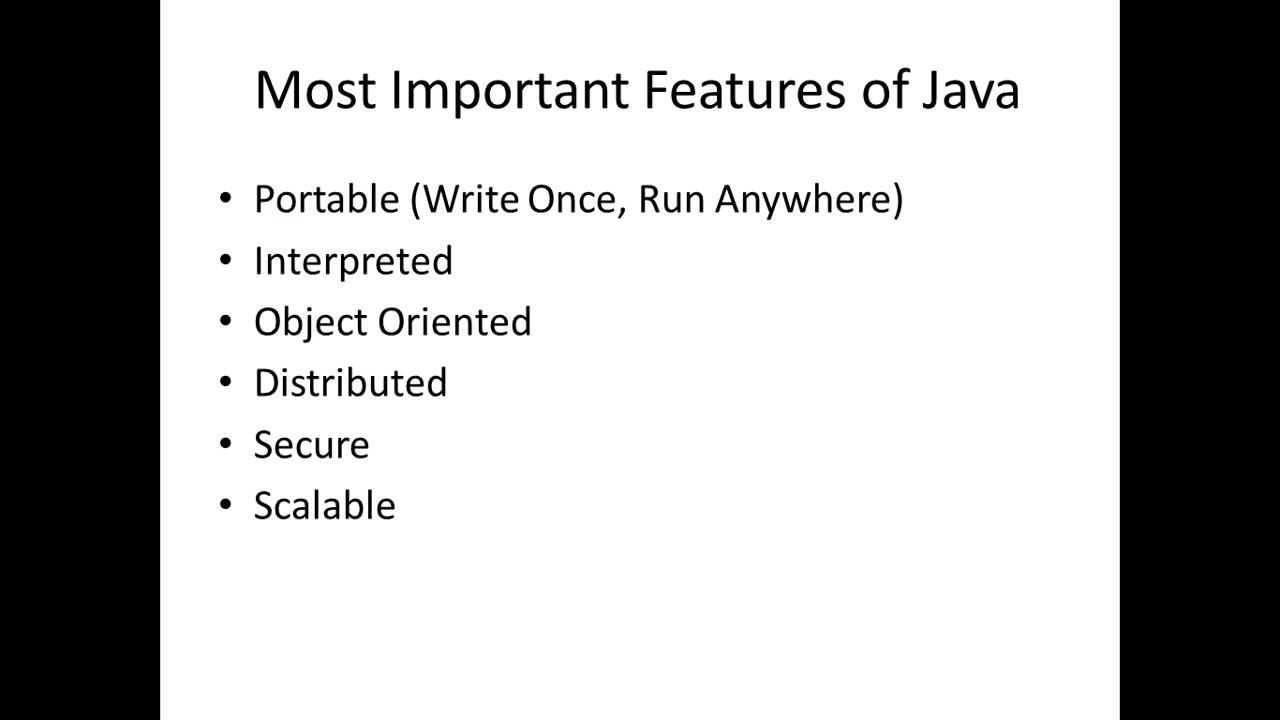 Most Important Features of Java
• Portable (Write Once, Run Anywhere)
• Interpreted
• Object Oriented
• Distributed
• Secure
• Scalable